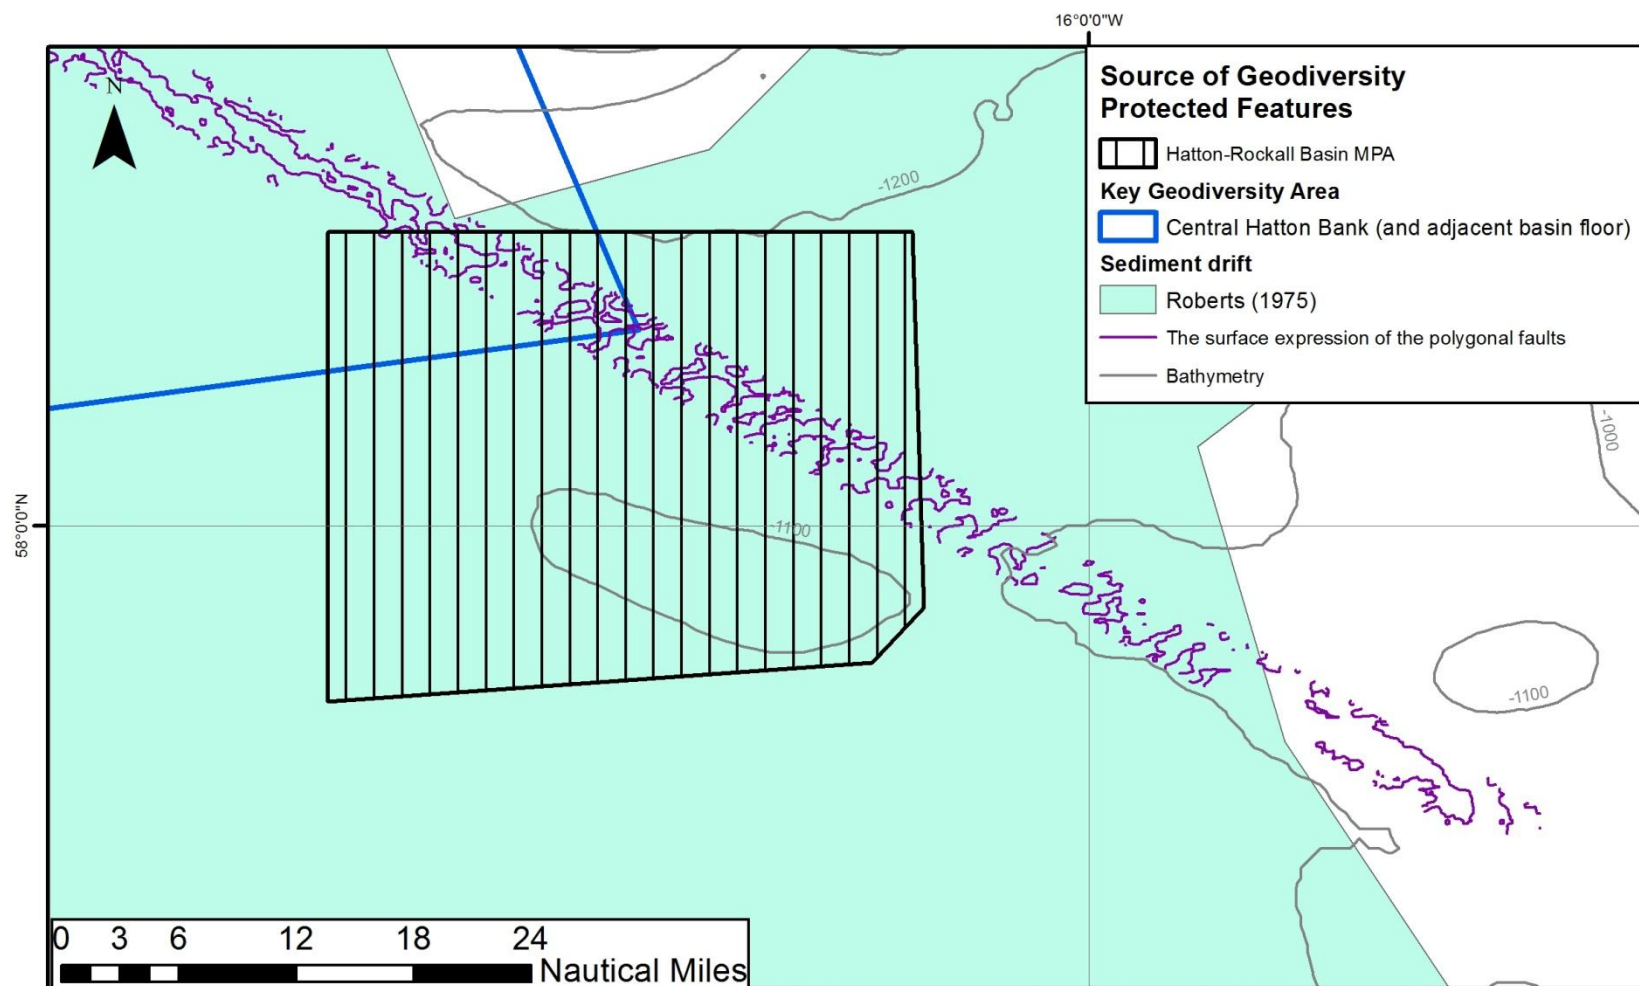 16°0'0"W
N
Source of Geodiversity
Protected Features
Hatton-Rockall Basin MPA
Key Geodiversity Area
Central Hatton Bank (and adjacent basin floor)
Sediment drift
Roberts (1975)
The surface expression of the polygonal faults
Bathymetry
-1200
-1000
58°0'0"N
-1100
-1100
0 3 6 12 18 24
Nautical Miles